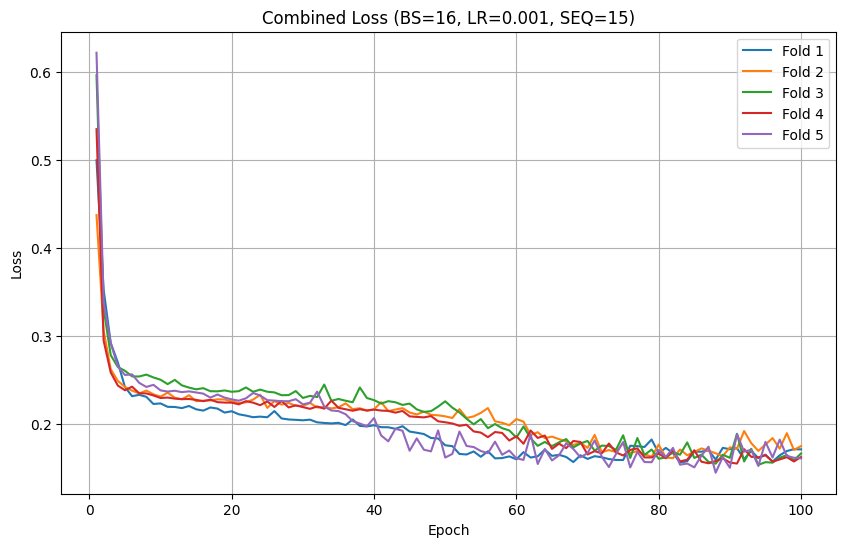 Combined Loss (BS=16, LR=0.001, SEQ=15)
Fold 1
Fold 2
Fold 3
Fold 4
Fold 5
Loss
0.6
0.5
0.4
0.3
0.2
0
20
40
60
80
100
Epoch